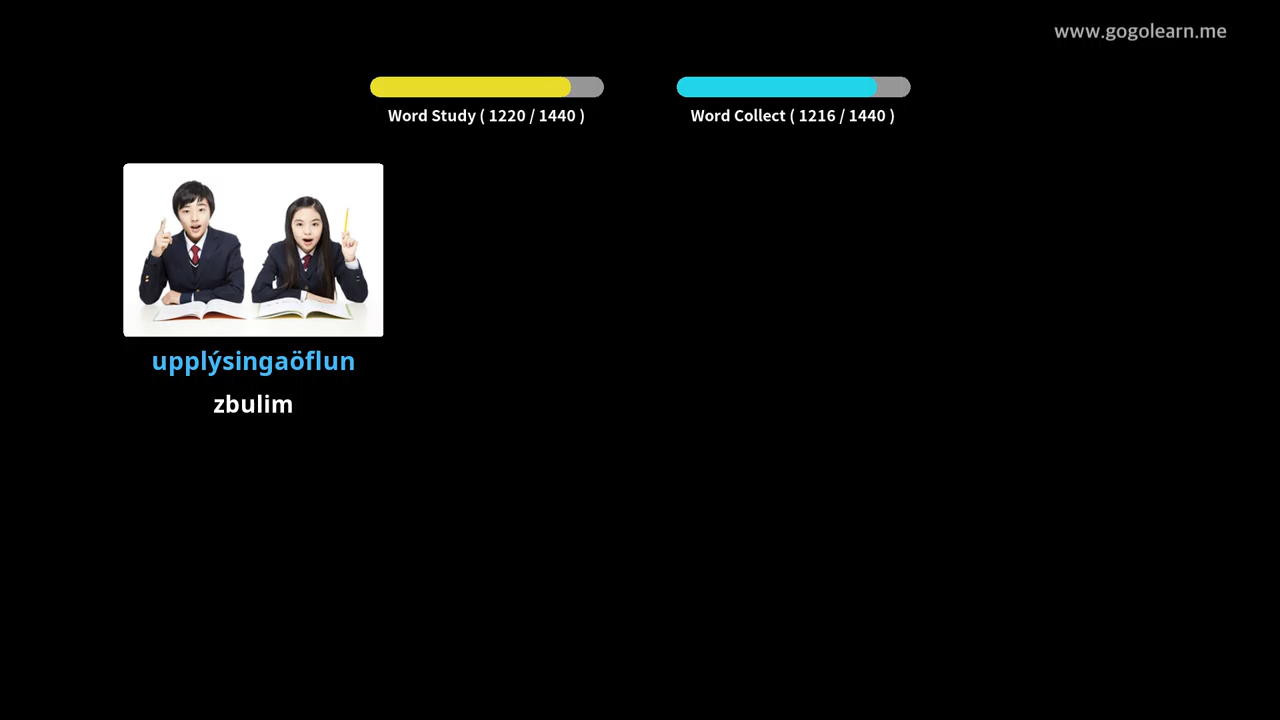 www.gogolearn.me
Word Study ( 1220 / 1440 )
Word Collect ( 1216 / 1440 )
upplýsingaöflun
zbulim